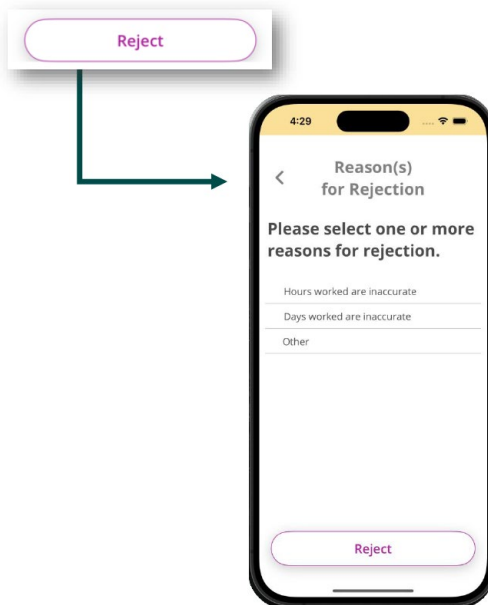 Reject
4:29
Reason(s)
for Rejection
Please select one or more
reasons for rejection.
Hours worked are inaccurate
Days worked are inaccurate
Other
Reject